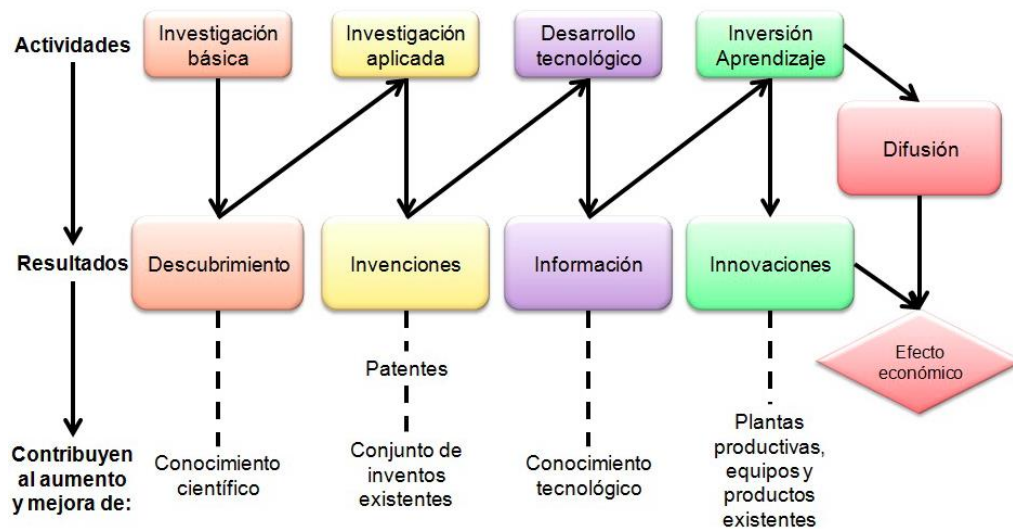 Actividades
Investigación
básica
Investigación
aplicada
Desarrollo
tecnológico
Inversión
Aprendizaje
Difusión
Resultados
Descubrimiento
Invenciones
Información
Innovaciones
Efecto
económico
Patentes
Contribuyen
al aumento
y mejora de:
Conocimiento
científico
Conjunto de
inventos
existentes
Conocimiento
tecnológico
Plantas
productivas,
equipos y
productos
existentes